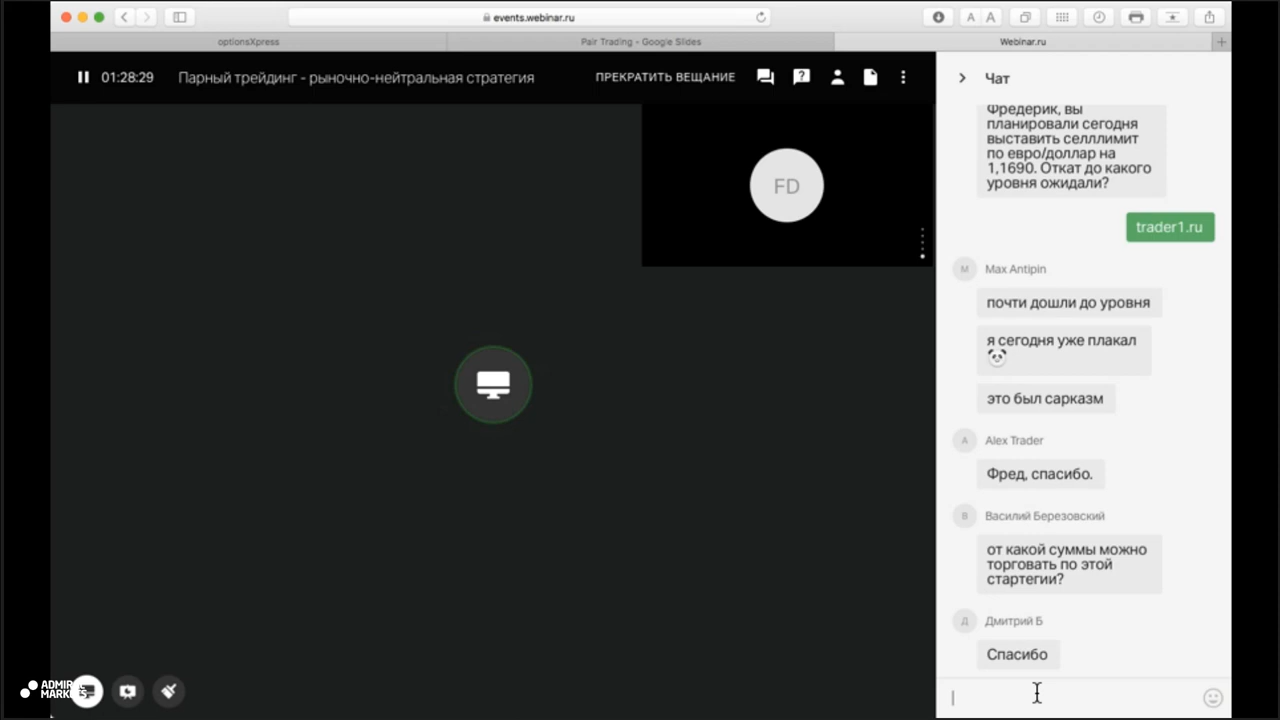 events.webinar.ru
A A
optionsXpress
Pair Trading - Google Slides
Webinar.ru
01:28:29
Парный трейдинг - рыночно-нейтральная стратегия
ПРЕКРАТИТЬ ВЕЩАНИЕ
FD
Чат
Фредерик, вы
планировали сегодня
выставить селллимит
по евро/доллар на
1,1690. Откат до какого
уровня ожидали?
trader1.ru
M
Max Antipin
почти дошли до уровня
я сегодня уже плакал
это был сарказм
A
Alex Trader
Фред, спасибо.
В
Василий Березовский
от какой суммы можно
торговать по этой
стартегии?
Д
Дмитрий Б
Спасибо